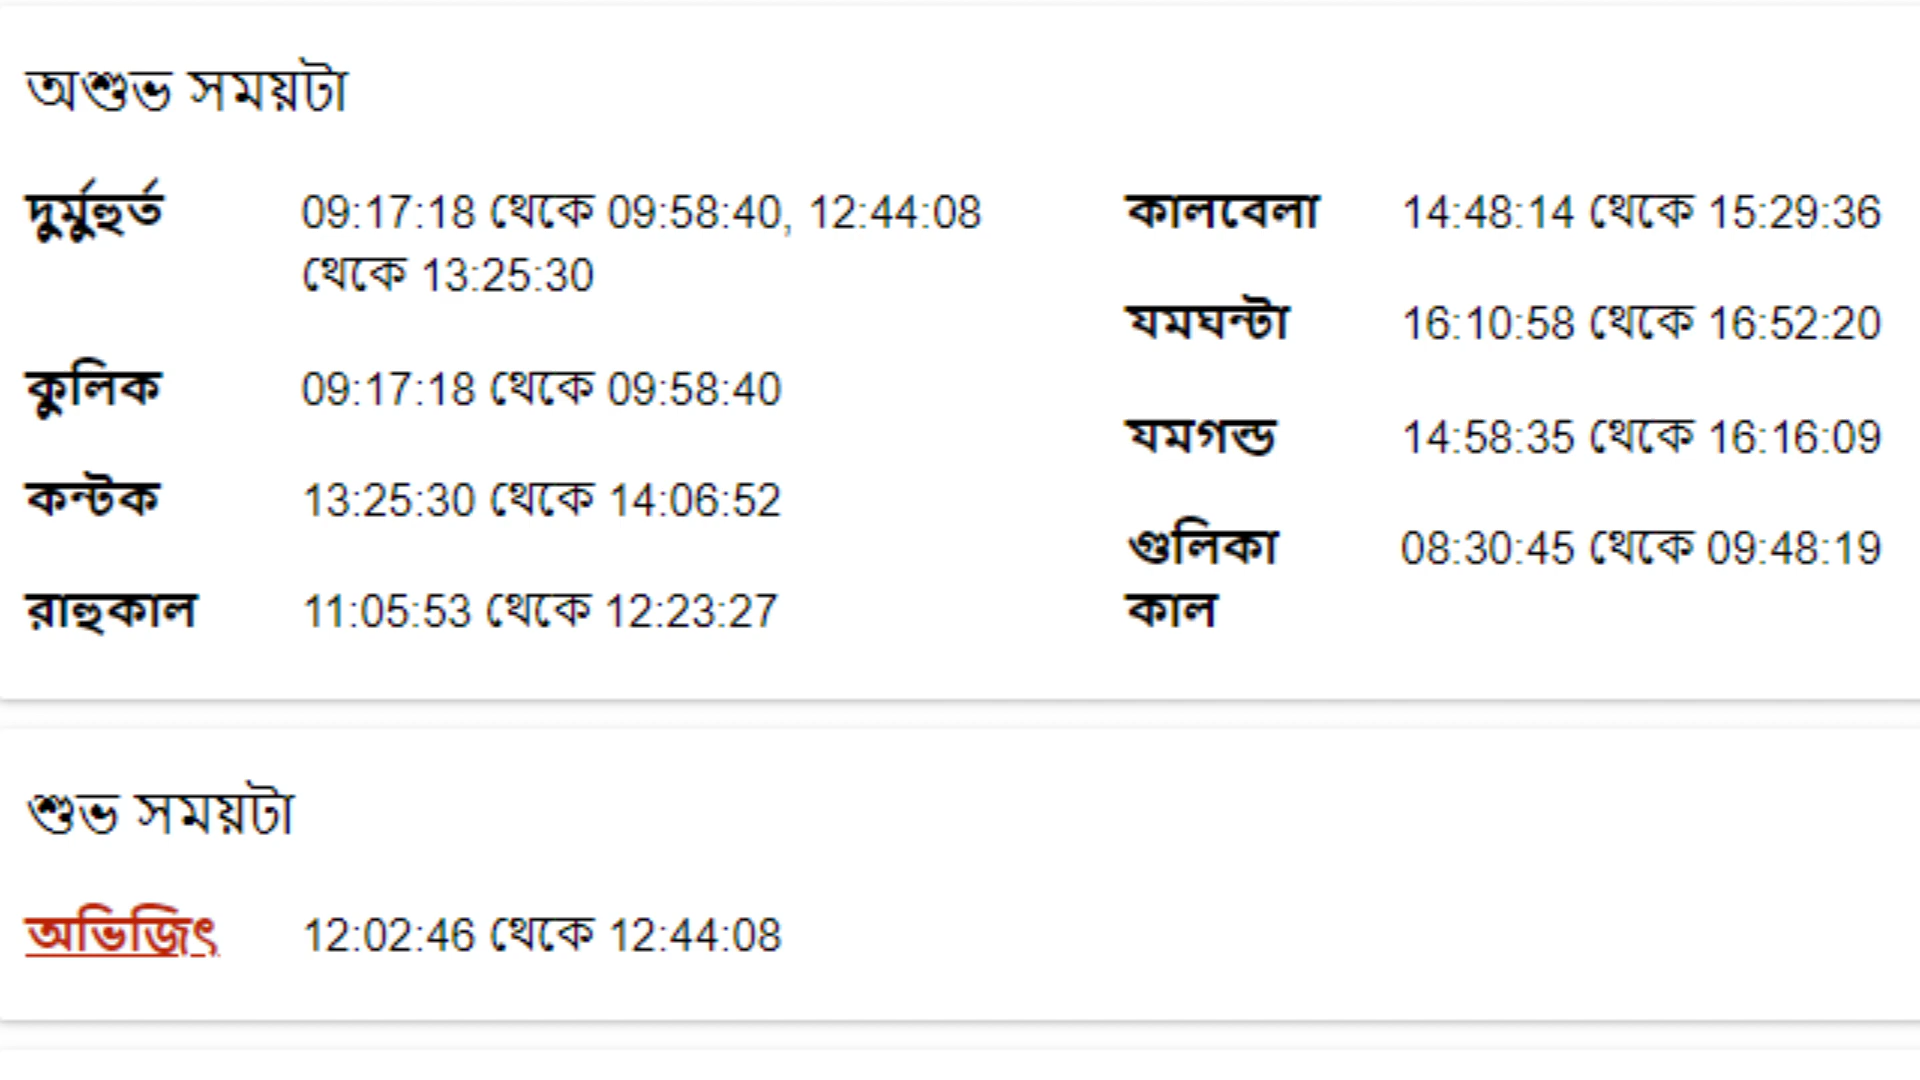 অশুভ সময়টা
দুর্মুহুর্ত 09:17:18 থেকে 09:58:40, 12:44:08
থেকে 13:25:30
কুলিক 09:17:18 থেকে 09:58:40
কন্টক 13:25:30 থেকে 14:06:52
রাহুকাল 11:05:53 থেকে 12:23:27
কালবেলা 14:48:14 থেকে 15:29:36
যমঘন্টা 16:10:58 থেকে 16:52:20
যমগন্ড 14:58:35 থেকে 16:16:09
গুলিকা 08:30:45 থেকে 09:48:19
কাল
শুভ সময়টা
অভিজিৎ 12:02:46 থেকে 12:44:08